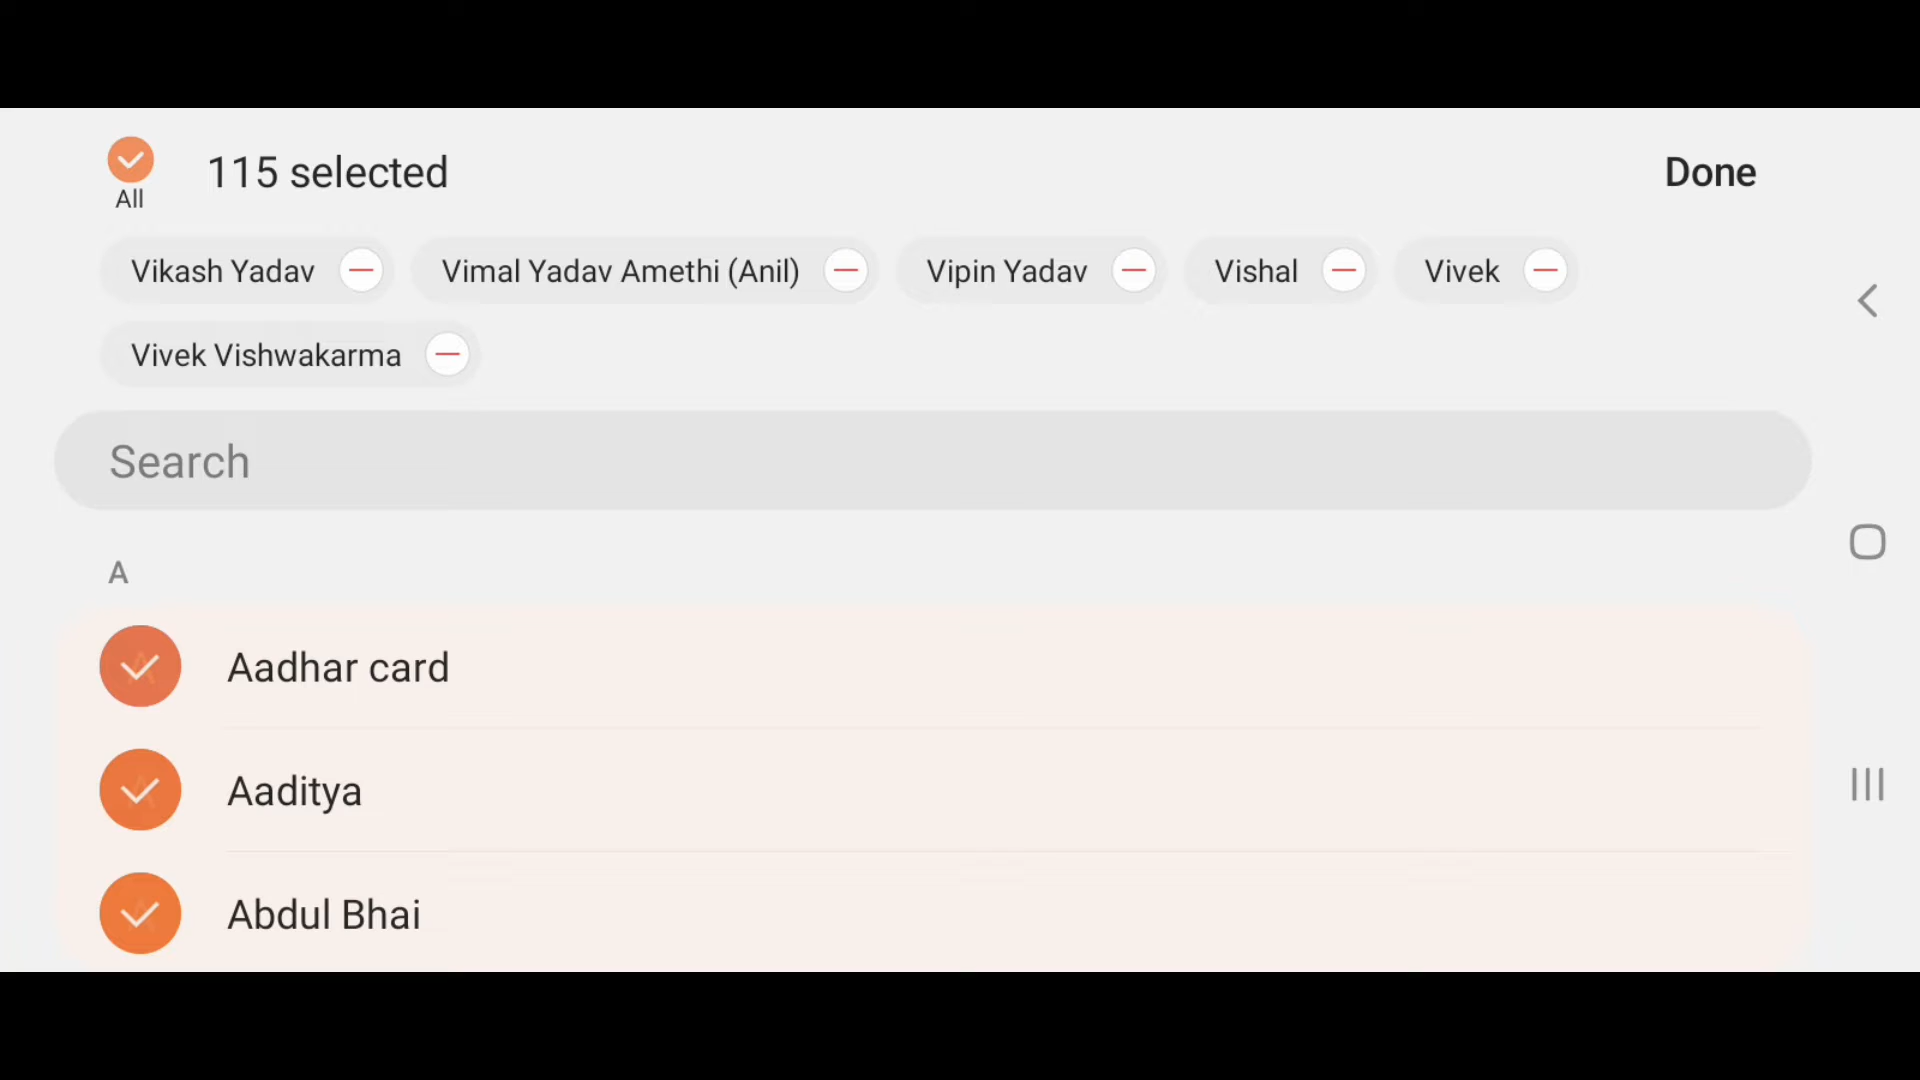 115 selected
Done
All
Vikash Yadav
Vimal Yadav Amethi (Anil)
Vipin Yadav
Vishal
Vivek
Vivek Vishwakarma
Search
A
Aadhar card
Aaditya
Abdul Bhai